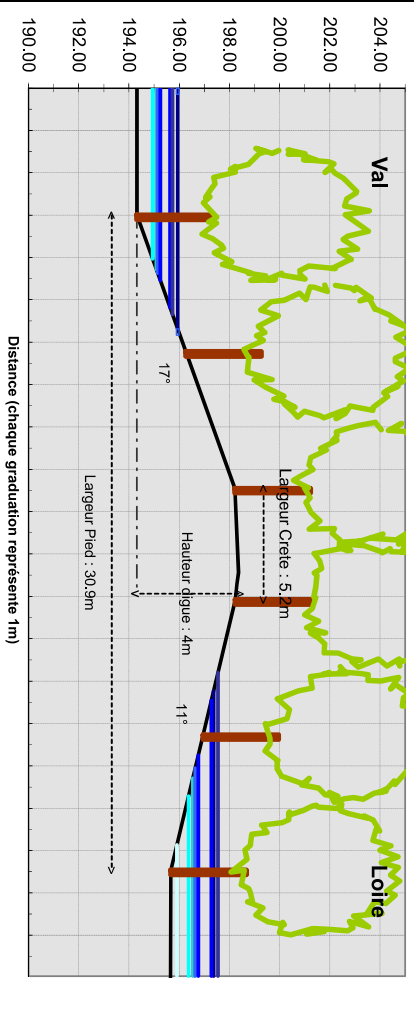 190.00
192.00
194.00
196.00
198.00
200.00
202.00
204.00
Val
Loire
17°
11°
Largeur Crete : 5.2m
Hauteur digue : 4m
Largeur Pied : 30.9m
Distance (chaque graduation représente 1m)